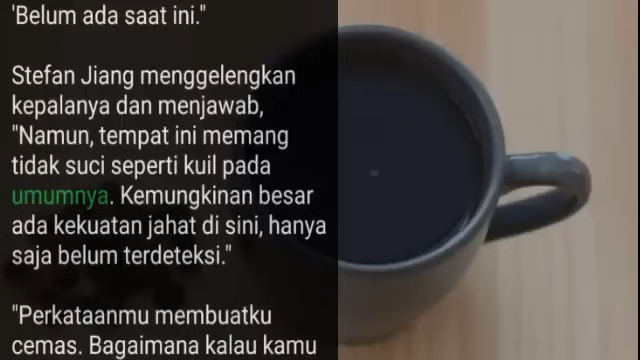 'Belum ada saat ini."
Stefan Jiang menggelengkan
kepalanya dan menjawab,
"Namun, tempat ini memang
tidak suci seperti kuil pada
umumnya. Kemungkinan besar
ada kekuatan jahat di sini, hanya
saja belum terdeteksi."
"Perkataanmu membuatku
cemas. Bagaimana kalau kamu